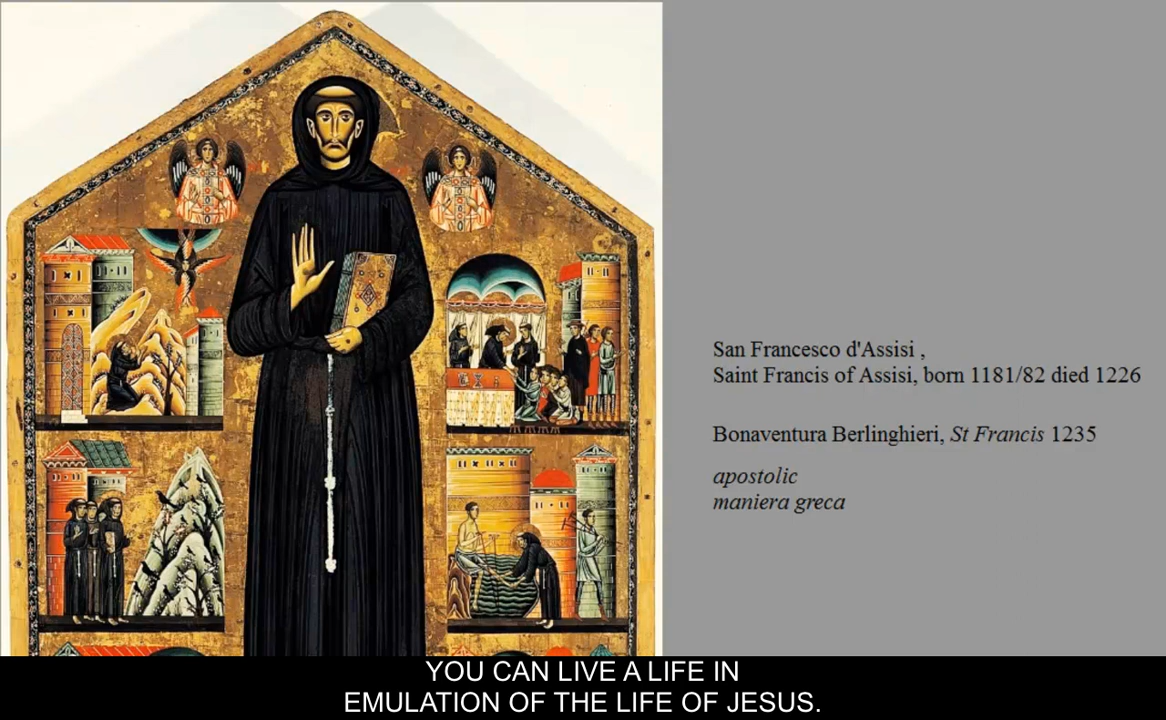 San Francesco d'Assisi ,
Saint Francis of Assisi, born 1181/82 died 1226
Bonaventura Berlinghieri, St Francis 1235
apostolic
maniera greca
YOU CAN LIVE A LIFE IN
EMULATION OF THE LIFE OF JESUS.